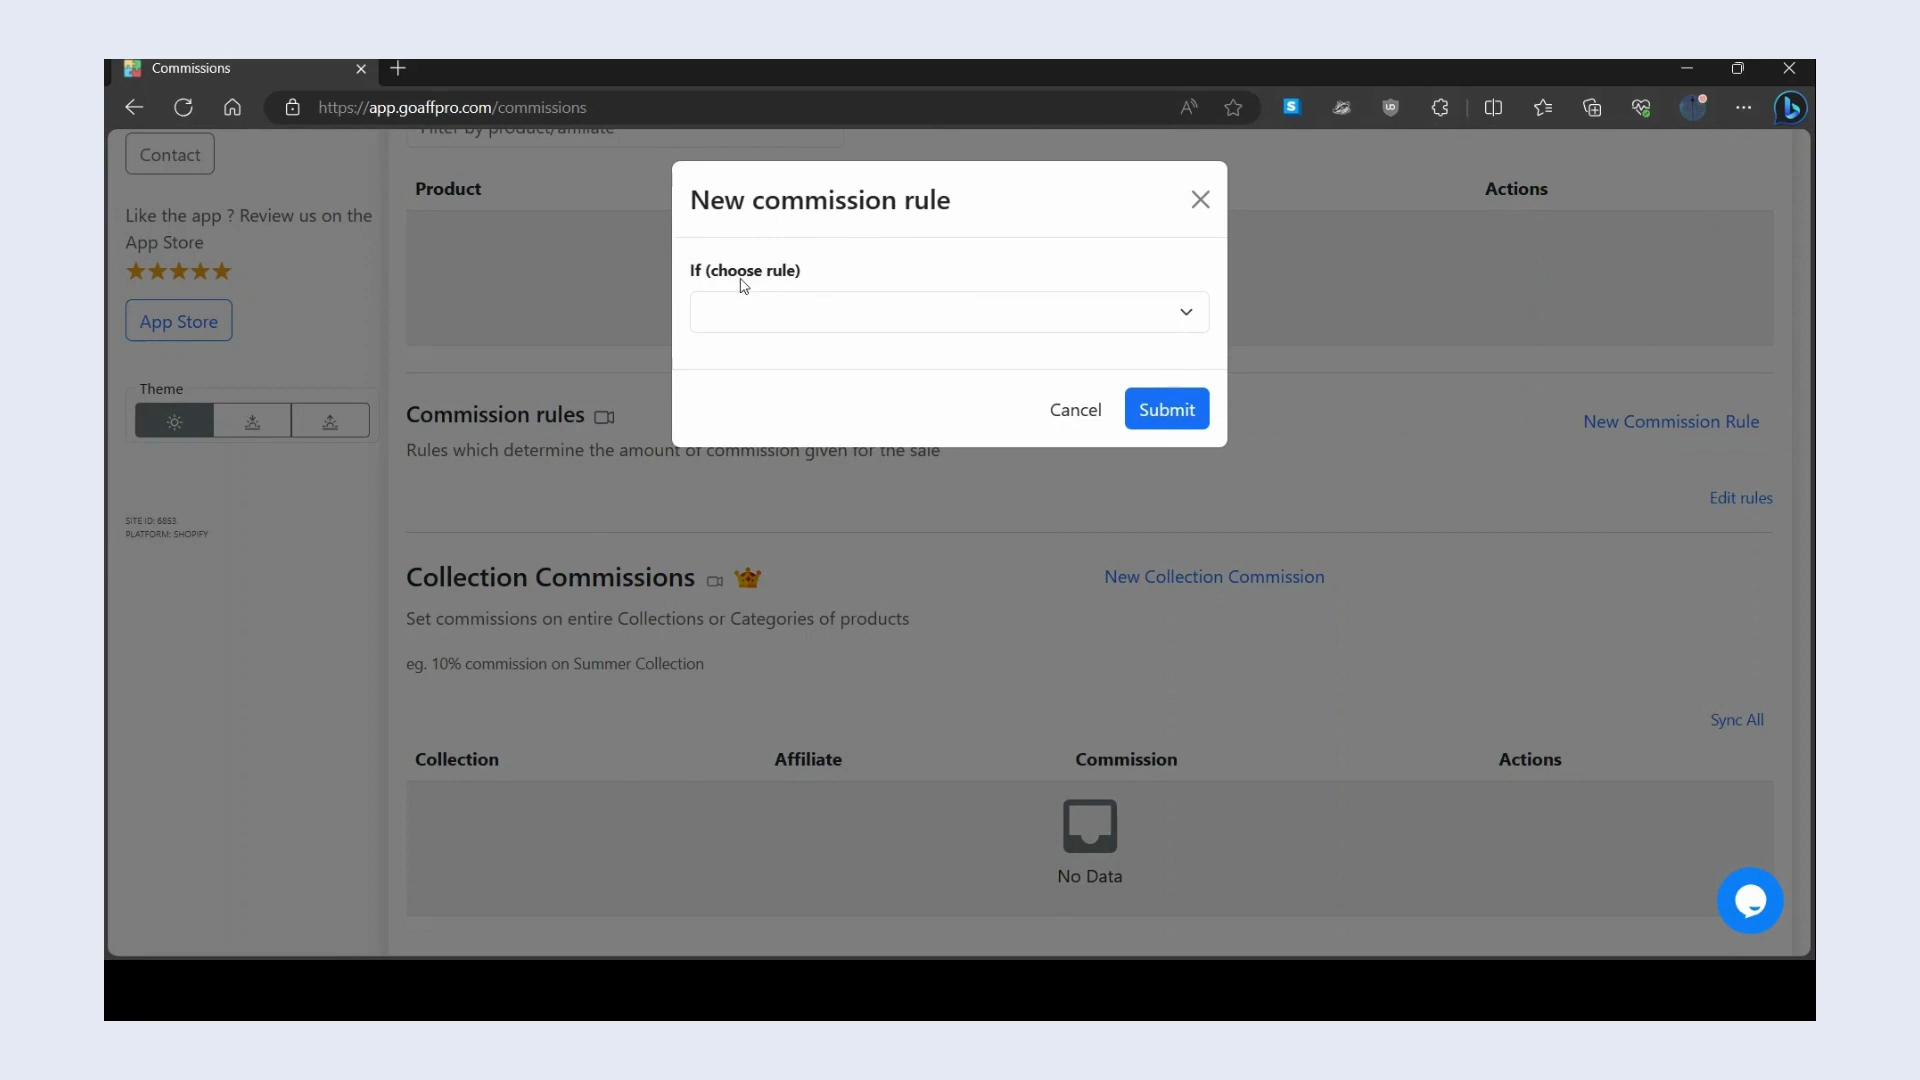 Commissions
https://app.goaffpro.com/commissions
Filter by product/affiliate
Contact
Like the app ? Review us on the
App Store
App Store
Theme
SITE ID: 6853
PLATFORM: SHOPIFY
Product
Actions
New commission rule
If (choose rule)
Cancel
Submit
Commission rules
New Commission Rule
Rules which determine the amount of commission given for the sale
Edit rules
Collection Commissions
New Collection Commission
Set commissions on entire Collections or Categories of products
eg. 10% commission on Summer Collection
Sync All
Collection Affiliate Commission Actions
No Data